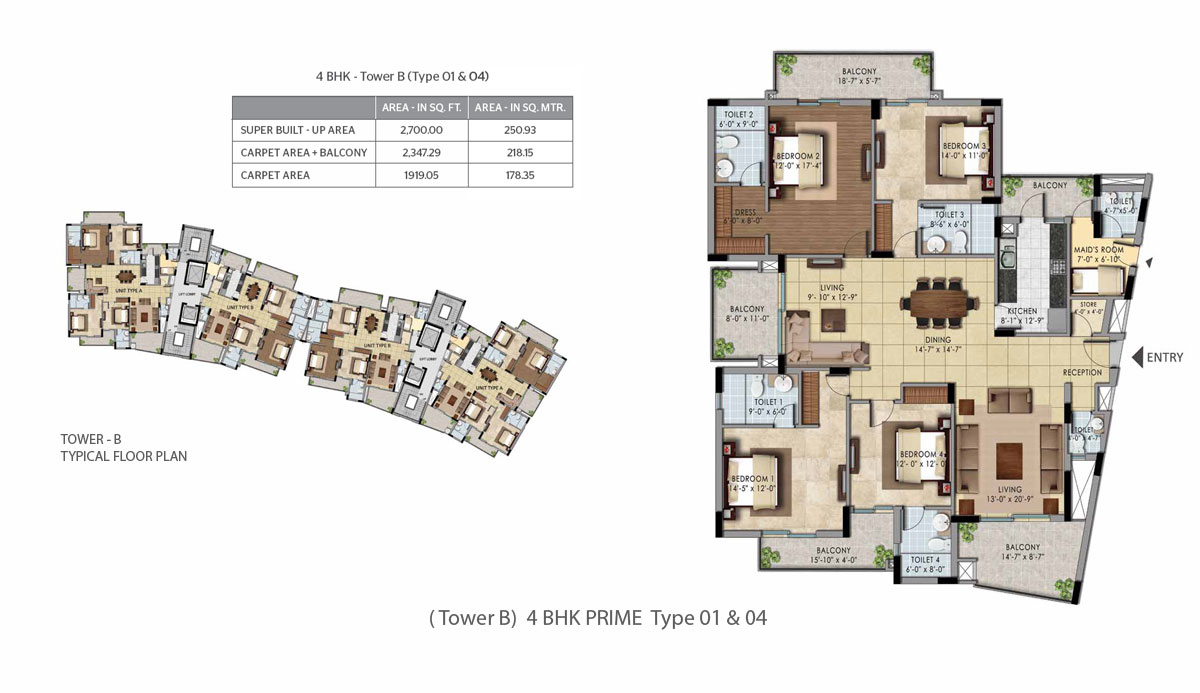 4 BHK - Tower B (Type 01 & 04)
AREA - IN SQ. FT. AREA - IN SQ. MTR.
SUPER BUILT - UP AREA 2,700.00 250.93
CARPET AREA + BALCONY 2,347.29 218.15
CARPET AREA 1919.05 178.35
UNIT TYPE A
LIFT LOBBY
UNIT TYPE B
UNIT TYPE B
LIFT LOBBY
UNIT TYPE A
TOWER - B
TYPICAL FLOOR PLAN
BALCONY
18'-7" x 5'-7"
TOILET 2
6'-0" x 9'-0"
BEDROOM 2
12'-0" x 17'-4"
BEDROOM 3
14'-0" x 11'-0"
DRESS
6'-0" x 8'-0"
TOILET 3
8'-6" x 6'-0"
BALCONY
TOILET
4'-7"x5'-0"
MAID'S ROOM
7'-0" x 6'-10"
BALCONY
8'-0" x 11'-0"
LIVING
9'- 10" x 12'-9"
DINING
14'-7" x 14'-7"
KITCHEN
8'-1" x 12'-9"
STORE
4'-0" x 4'-0"
ENTRY
RECEPTION
TOILET 1
9'-0" x 6'-0"
BEDROOM 1
14'-5" x 12'-0"
BEDROOM 4
12'- 0" x 12'- 0"
LIVING
13'-0" x 20'-9"
TOILET
4'-0" x 4'-7"
BALCONY
15'-10" x 4'-0"
TOILET 4
6'-0" x 8'-0"
BALCONY
14'-7" x 8'-7"
( Tower B) 4 BHK PRIME Type 01 & 04